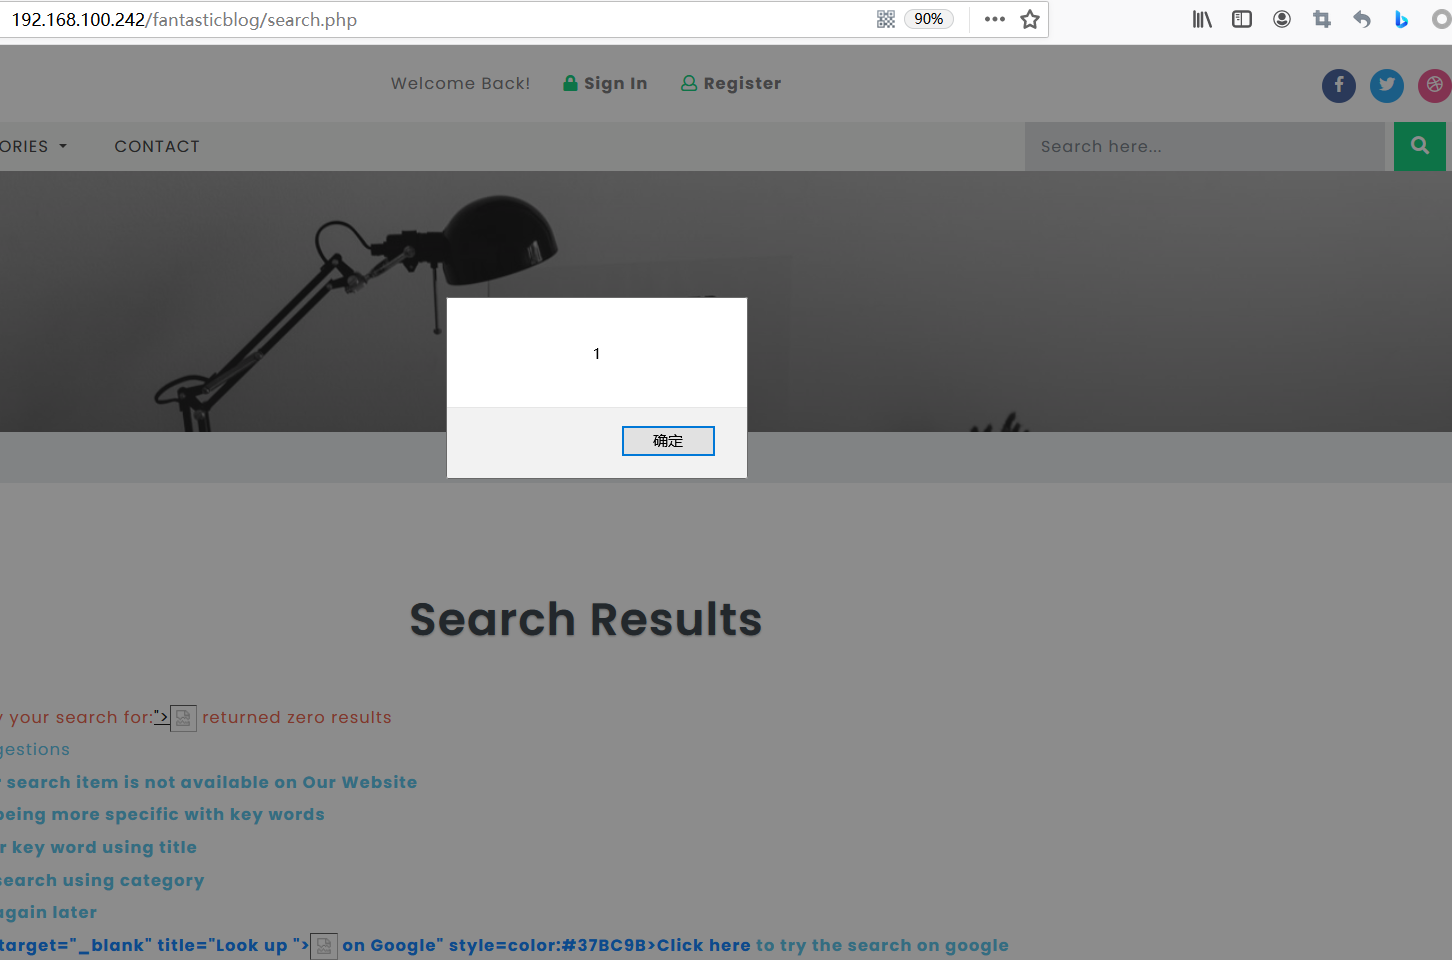 192.168.100.242/fantasticblog/search.php
90%
Welcome Back! Sign In Register
ORIES CONTACT
Search here...
1
确定
Search Results
your search for:"> returned zero results
gestions
search item is not available on Our Website
being more specific with key words
r key word using title
search using category
again later
target="_blank" title="Look up "> on Google" style=color:#37BC9B>Click here to try the search on google